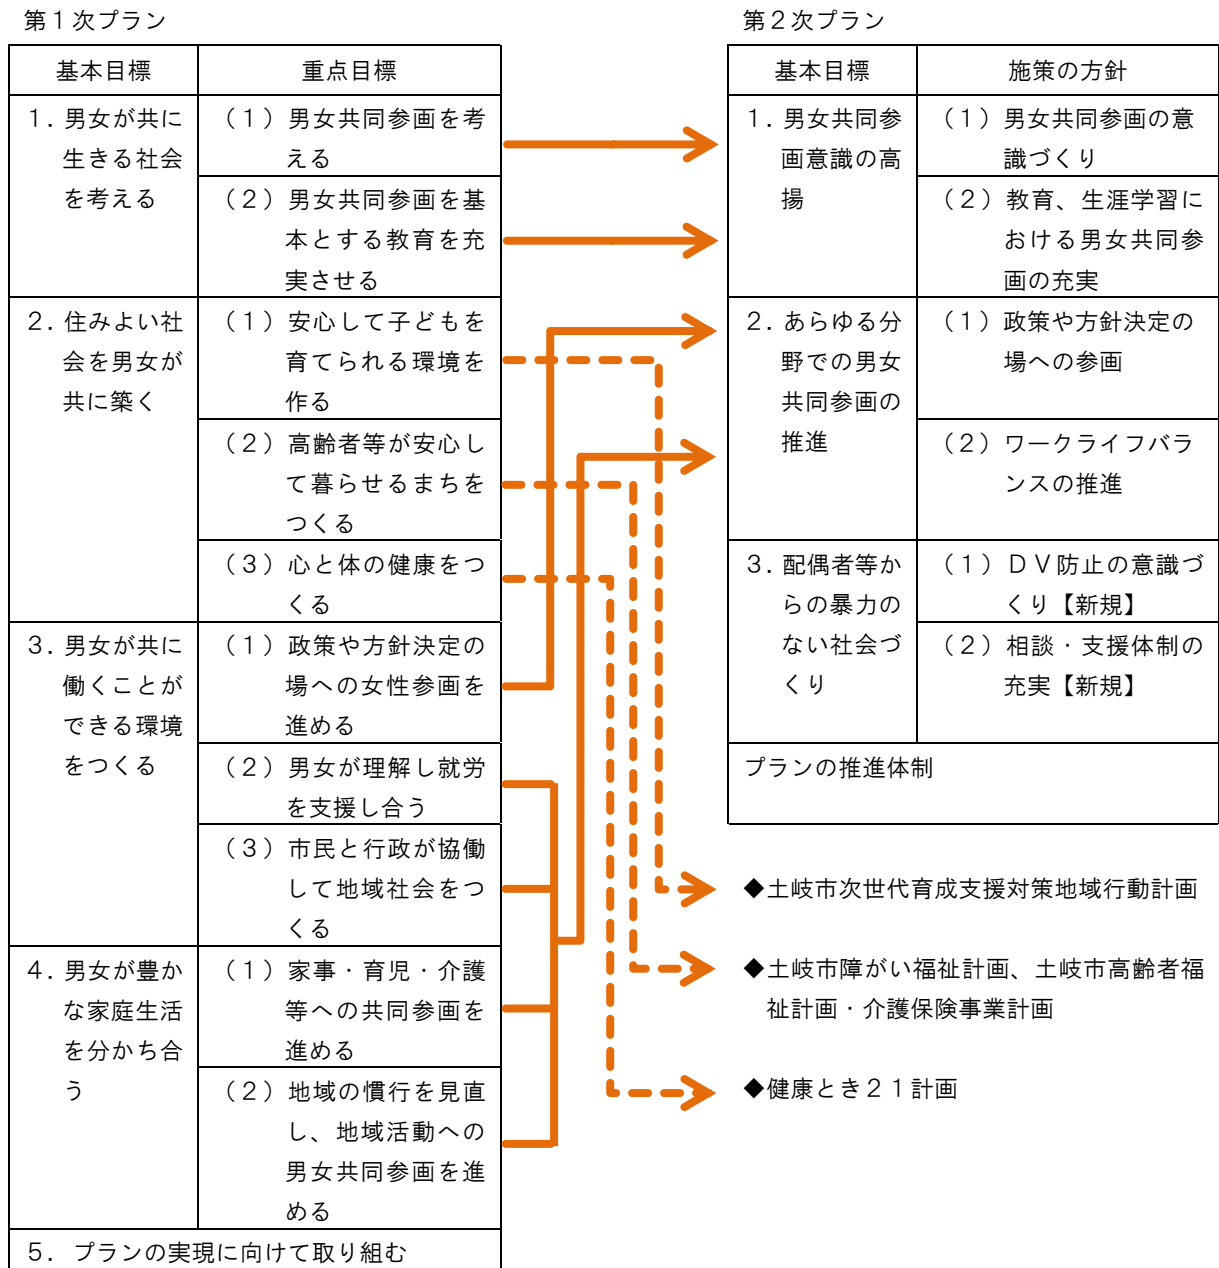 第１次プラン
基本目標
重点目標
１．男女が共に
生きる社会
を考える
（１）男女共同参画を考
える
（２）男女共同参画を基
本とする教育を充
実させる
２．住みよい社
会を男女が
共に築く
（１）安心して子どもを
育てられる環境を
作る
（２）高齢者等が安心し
て暮らせるまちを
つくる
（３）心と体の健康をつ
くる
３．男女が共に
働くことが
できる環境
をつくる
（１）政策や方針決定の
場への女性参画を
進める
（２）男女が理解し就労
を支援し合う
（３）市民と行政が協働
して地域社会をつ
くる
４．男女が豊か
な家庭生活
を分かち合
う
（１）家事・育児・介護
等への共同参画を
進める
（２）地域の慣行を見直
し、地域活動への
男女共同参画を進
める
５．プランの実現に向けて取り組む
第２次プラン
基本目標
施策の方針
１．男女共同参
画意識の高
揚
（１）男女共同参画の意
識づくり
（２）教育、生涯学習に
おける男女共同参
画の充実
２．あらゆる分
野での男女
共同参画の
推進
（１）政策や方針決定の
場への参画
（２）ワークライフバラ
ンスの推進
３．配偶者等か
らの暴力の
ない社会づ
くり
（１）ＤＶ防止の意識づ
くり【新規】
（２）相談・支援体制の
充実【新規】
プランの推進体制
◆土岐市次世代育成支援対策地域行動計画
◆土岐市障がい福祉計画、土岐市高齢者福
祉計画・介護保険事業計画
◆健康とき２１計画